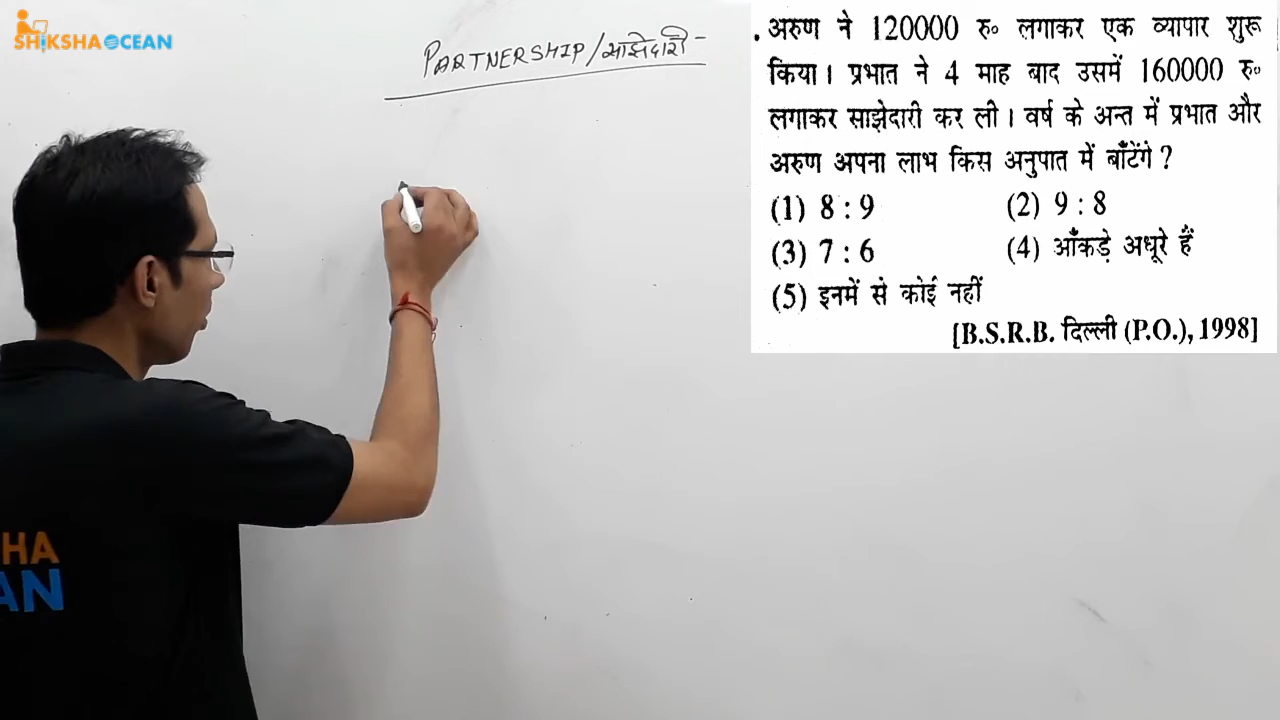 SHIKSHA OCEAN
PARTNERSHIP/साझेदारी -
. अरुण ने 120000 रु० लगाकर एक व्यापार शुरू
किया। प्रभात ने 4 माह बाद उसमें 160000 रु०
लगाकर साझेदारी कर ली। वर्ष के अन्त में प्रभात और
अरुण अपना लाभ किस अनुपात में बाँटेंगे ?
(1) 8 : 9 (2) 9 : 8
(3) 7 : 6 (4) आँकड़े अधूरे हैं
(5) इनमें से कोई नहीं
[B.S.R.B. दिल्ली (P.O.), 1998]
HA
AN